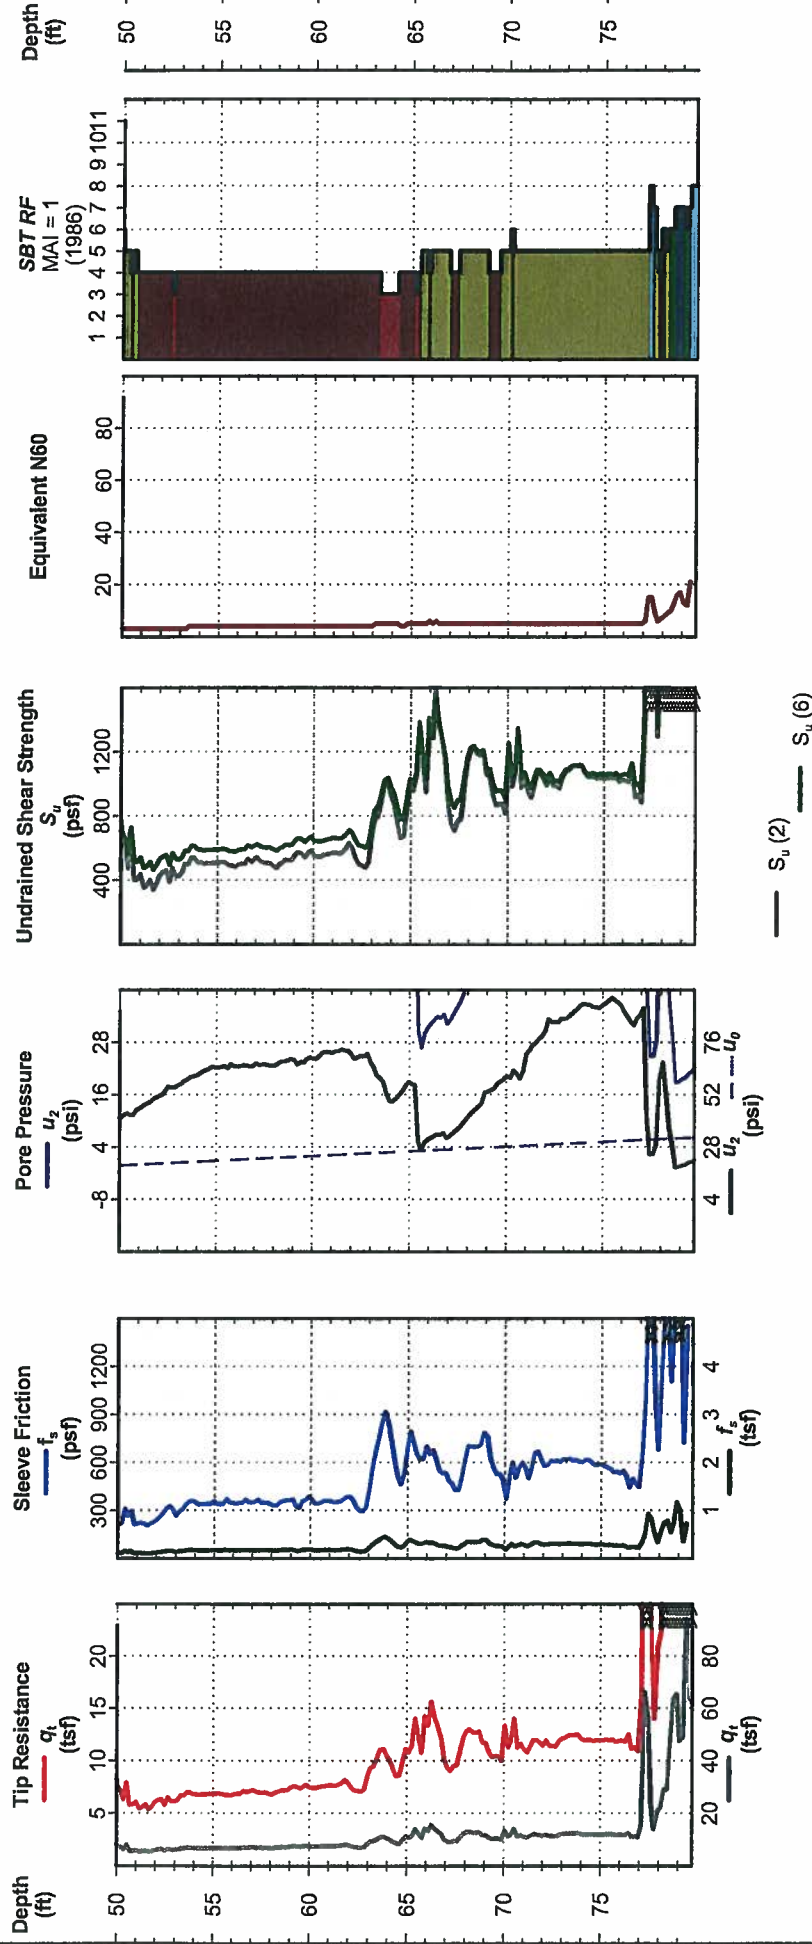 Depth
(ft)
50
55
60
65
70
75
Tip Resistance
qt
(tsf)
5
10
15
20
20
40
60
80
qt
(tsf)
Sleeve Friction
fs
(psf)
300
600
900
1200
1
2
3
4
fs
(tsf)
Pore Pressure
u2
(psi)
-8
4
16
28
4
28
52
76
u2
u0
(psi)
Undrained Shear Strength
Su
(psf)
400
800
1200
Su (2)
Su (6)
Equivalent N60
20
40
60
80
SBT RF
MAI = 1
(1986)
1 2 3 4 5 6 7 8 9 1011
Depth
(ft)
50
55
60
65
70
75